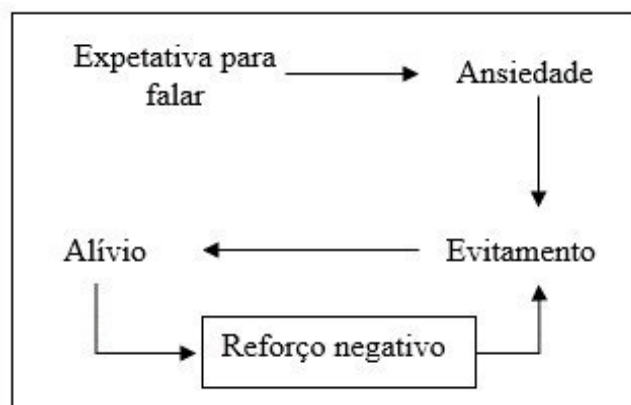 Expetativa para
falar
Ansiedade
Alívio
Evitamento
Reforço negativo